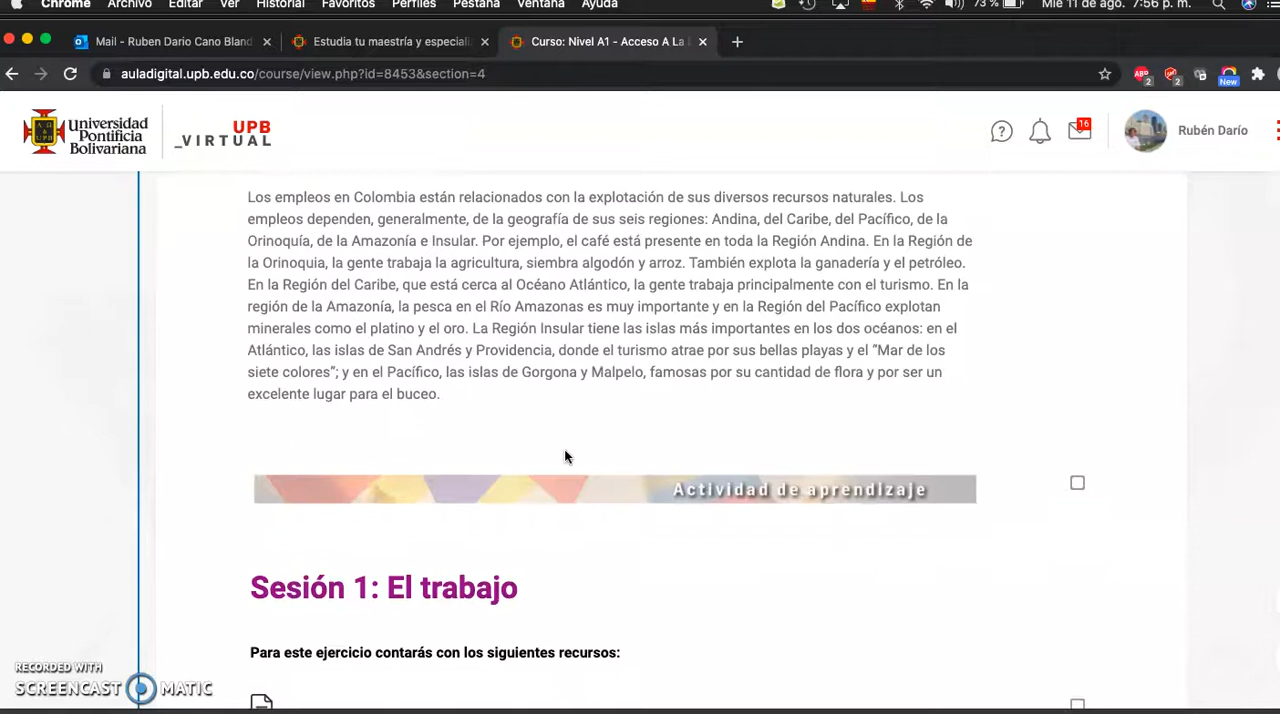 Chrome Archivo Editar Ver Historial Favoritos Perfiles Pestaña Ventana Ayuda 73 % Mié 11 de ago. 7:56 p. m.
Mail - Ruben Dario Cano Bland Estudia tu maestría y especiali Curso: Nivel A1 - Acceso A La
auladigital.upb.edu.co/course/view.php?id=8453&section=4
ABP 2 2 New
Universidad
Pontificia
Bolivariana
UPB
_VIRTUAL
16
Rubén Darío
Los empleos en Colombia están relacionados con la explotación de sus diversos recursos naturales. Los
empleos dependen, generalmente, de la geografía de sus seis regiones: Andina, del Caribe, del Pacífico, de la
Orinoquía, de la Amazonía e Insular. Por ejemplo, el café está presente en toda la Región Andina. En la Región de
la Orinoquia, la gente trabaja la agricultura, siembra algodón y arroz. También explota la ganadería y el petróleo.
En la Región del Caribe, que está cerca al Océano Atlántico, la gente trabaja principalmente con el turismo. En la
región de la Amazonía, la pesca en el Río Amazonas es muy importante y en la Región del Pacífico explotan
minerales como el platino y el oro. La Región Insular tiene las islas más importantes en los dos océanos: en el
Atlántico, las islas de San Andrés y Providencia, donde el turismo atrae por sus bellas playas y el “Mar de los
siete colores”; y en el Pacífico, las islas de Gorgona y Malpelo, famosas por su cantidad de flora y por ser un
excelente lugar para el buceo.
Actividad de aprendizaje
Sesión 1: El trabajo
Para este ejercicio contarás con los siguientes recursos:
RECORDED WITH
SCREENCAST MATIC